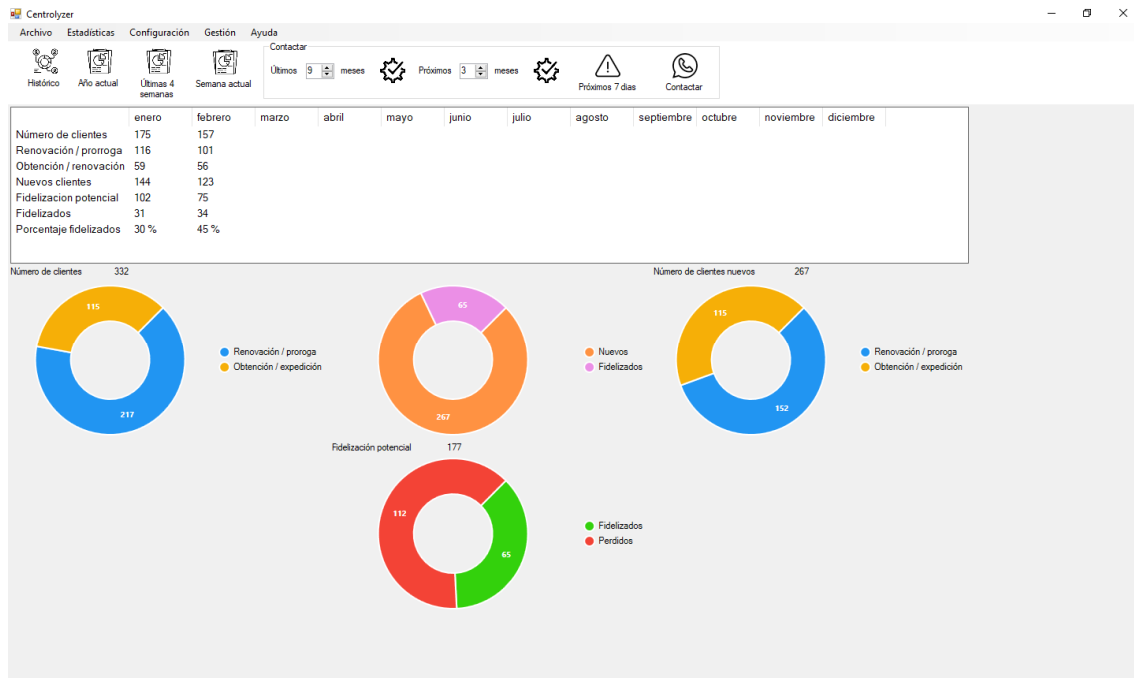 Centrolyzer
Archivo Estadísticas Configuración Gestión Ayuda
Contactar
Últimos 9 meses Próximos 3 meses
Histórico Año actual Últimas 4 semanas Semana actual Próximos 7 dias Contactar
enero febrero marzo abril mayo junio julio agosto septiembre octubre noviembre diciembre
Número de clientes 175 157
Renovación / prorroga 116 101
Obtención / renovación 59 56
Nuevos clientes 144 123
Fidelizacion potencial 102 75
Fidelizados 31 34
Porcentaje fidelizados 30 % 45 %
Número de clientes 332
115
217
Renovación / proroga
Obtención / expedición
65
267
Nuevos
Fidelizados
Número de clientes nuevos 267
115
152
Renovación / proroga
Obtención / expedición
Fidelización potencial 177
112
65
Fidelizados
Perdidos